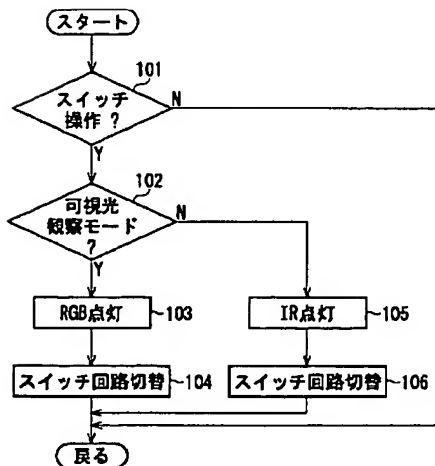 スタート
101
スイッチ
操作 ?
N
Y
102
可視光
観察モード
?
N
Y
RGB点灯
103
IR点灯
105
スイッチ回路切替
104
スイッチ回路切替
106
戻る